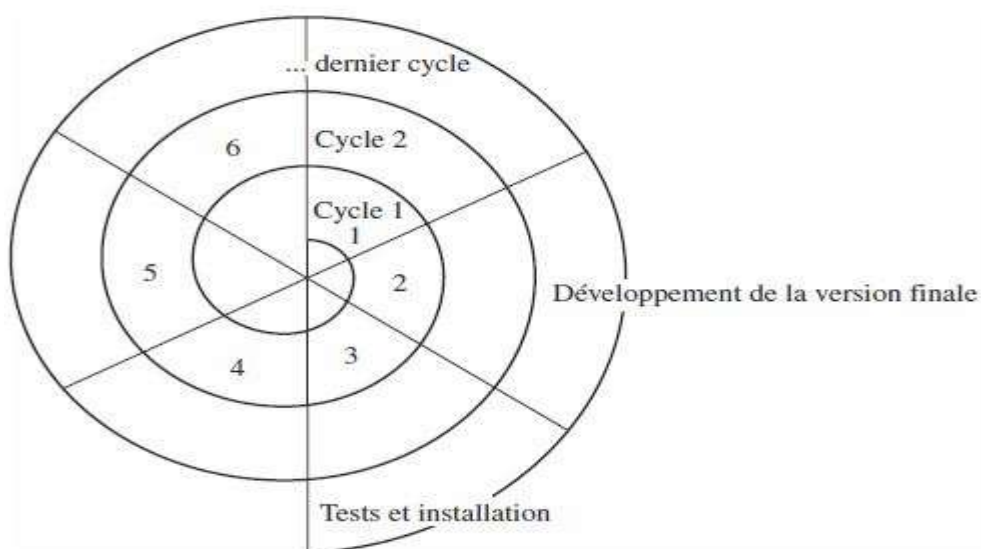 ... dernier cycle
6
Cycle 2
Cycle 1
1
5
2
Développement de la version finale
4
3
Tests et installation